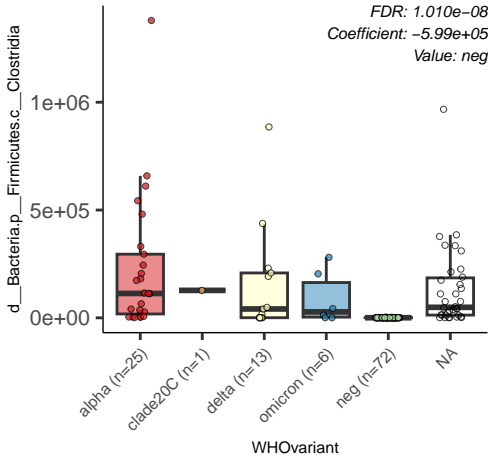 FDR: 1.010e−08
Coefficient: −5.99e+05
Value: neg
d__Bacteria.p__Firmicutes.c__Clostridia
1e+06
5e+05
0e+00
alpha (n=25)
clade20C (n=1)
delta (n=13)
omicron (n=6)
neg (n=72)
NA
WHOvariant